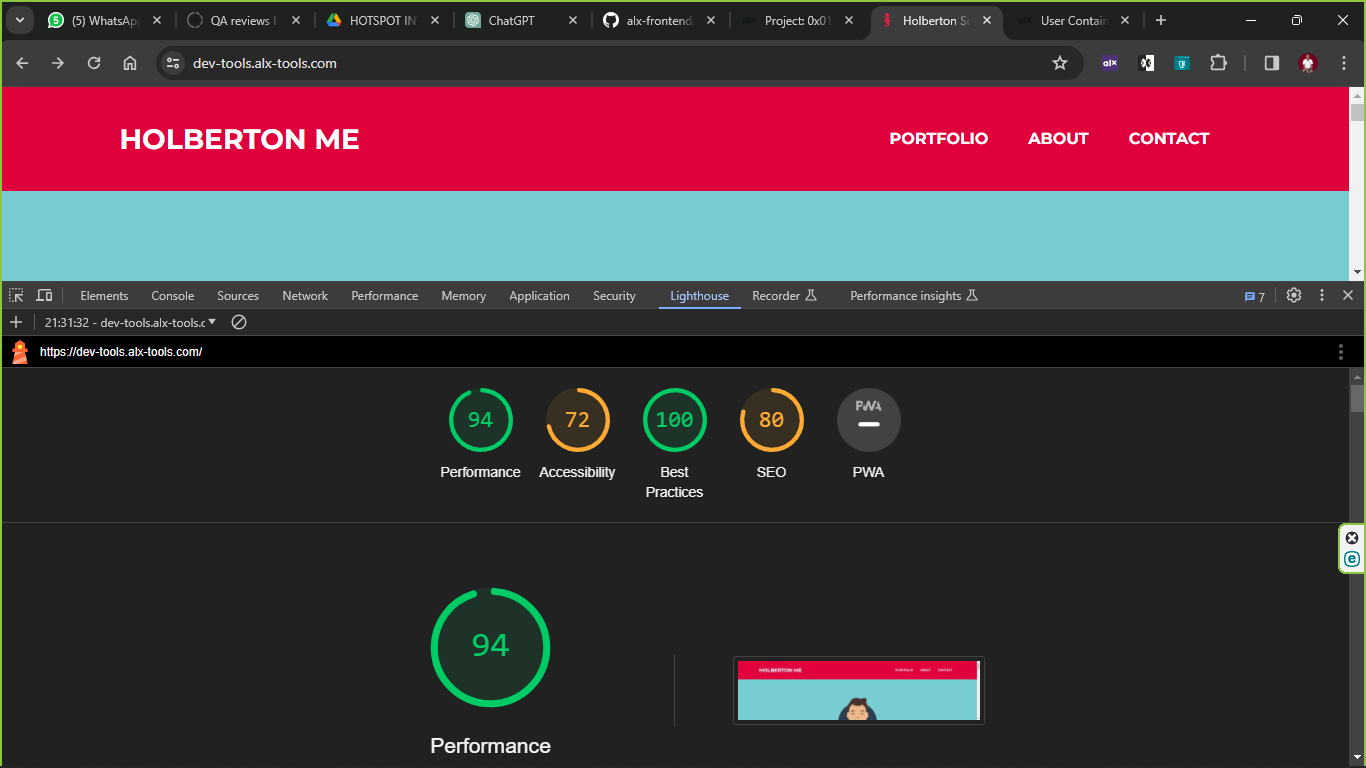 (5) WhatsApp
QA reviews
HOTSPOT IN
ChatGPT
alx-frontend
Project: 0x01
Holberton Sc
User Contain
dev-tools.alx-tools.com
alx
HOLBERTON ME
PORTFOLIO
ABOUT
CONTACT
Elements
Console
Sources
Network
Performance
Memory
Application
Security
Lighthouse
Recorder
Performance insights
7
21:31:32 - dev-tools.alx-tools.c
https://dev-tools.alx-tools.com/
94
72
100
80
PWA
Performance
Accessibility
Best
Practices
SEO
PWA
94
HOLBERTON ME
PORTFOLIO
ABOUT
CONTACT
Performance